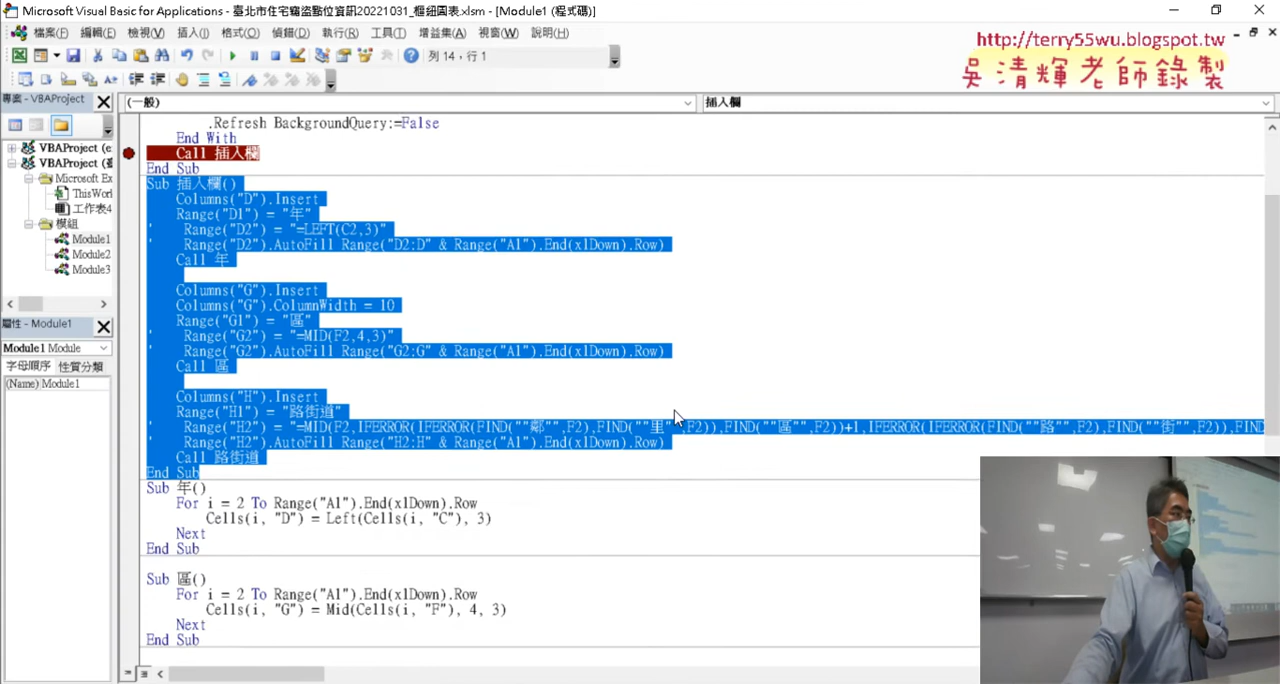 Microsoft Visual Basic for Applications - 臺北市住宅竊盜點位資訊20221031_樞紐圖表.xlsm - [Module1 (程式碼)]
檔案(F) 編輯(E) 檢視(V) 插入(I) 格式(O) 偵錯(D) 執行(R) 工具(T) 增益集(A) 視窗(W) 說明(H)
http://terry55wu.blogspot.tw
吳清輝老師錄製
列 14，行 1
專案 - VBAProject
(一般)
插入欄
VBAProject (e
VBAProject (臺
Microsoft Ex
ThisWor
工作表4
模組
Module1
Module2
Module3
屬性 - Module1
Module1 Module
字母順序 性質分類
(Name) Module1
.Refresh BackgroundQuery:=False
End With
Call 插入欄
End Sub
Sub 插入欄()
Columns("D").Insert
Range("D1") = "年"
' Range("D2") = "=LEFT(C2,3)"
' Range("D2").AutoFill Range("D2:D" & Range("A1").End(xlDown).Row)
Call 年
Columns("G").Insert
Columns("G").ColumnWidth = 10
Range("G1") = "區"
' Range("G2") = "=MID(F2,4,3)"
' Range("G2").AutoFill Range("G2:G" & Range("A1").End(xlDown).Row)
Call 區
Columns("H").Insert
Range("H1") = "路街道"
' Range("H2") = "=MID(F2,IFERROR(IFERROR(FIND(""鄰"",F2),FIND(""里"",F2)),FIND(""區"",F2))+1,IFERROR(IFERROR(FIND(""路"",F2),FIND(""街"",F2)),FIND
' Range("H2").AutoFill Range("H2:H" & Range("A1").End(xlDown).Row)
Call 路街道
End Sub
Sub 年()
For i = 2 To Range("A1").End(xlDown).Row
Cells(i, "D") = Left(Cells(i, "C"), 3)
Next
End Sub
Sub 區()
For i = 2 To Range("A1").End(xlDown).Row
Cells(i, "G") = Mid(Cells(i, "F"), 4, 3)
Next
End Sub